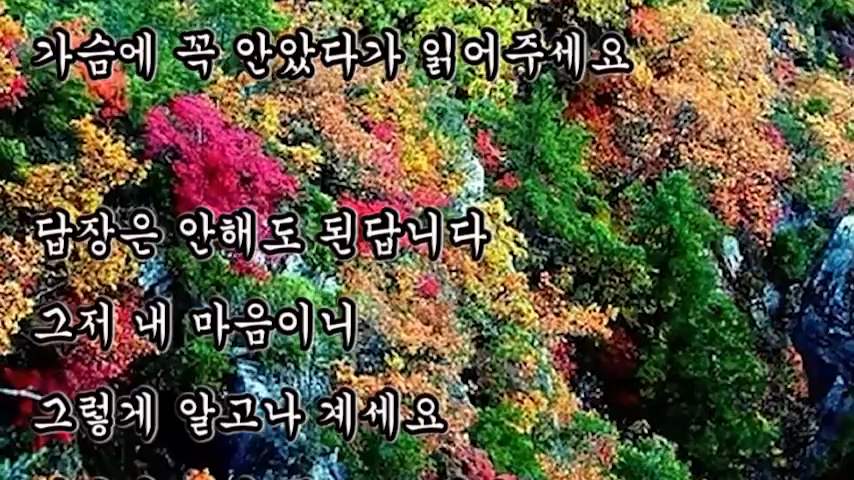 가슴에 꼭 안았다가 읽어주세요
답장은 안해도 된답니다
그저 내 마음이니
그렇게 알고나 계세요